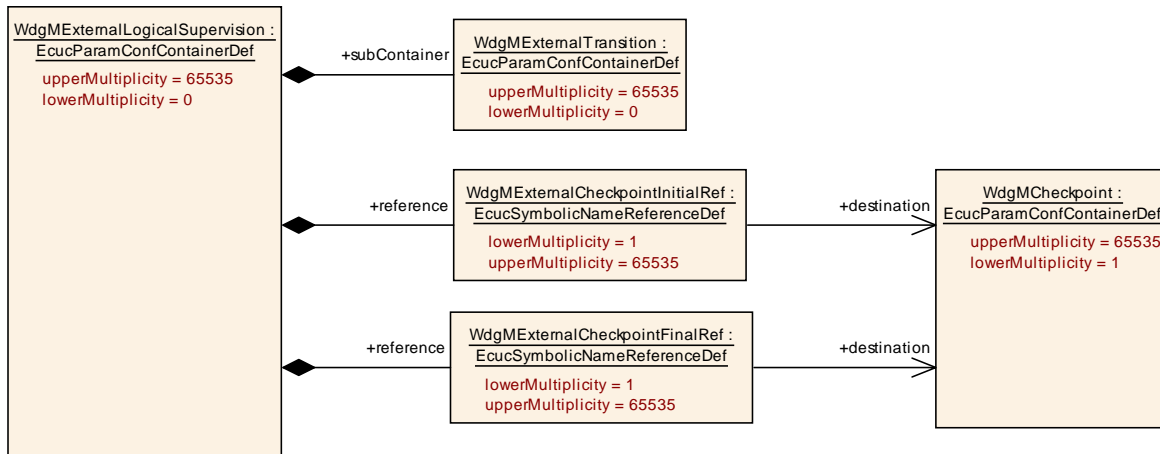 WdgMExternalLogicalSupervision :
EcucParamConfContainerDef
upperMultiplicity = 65535
lowerMultiplicity = 0
+subContainer
WdgMExternalTransition :
EcucParamConfContainerDef
upperMultiplicity = 65535
lowerMultiplicity = 0
+reference
WdgMExternalCheckpointInitialRef :
EcucSymbolicNameReferenceDef
lowerMultiplicity = 1
upperMultiplicity = 65535
+destination
WdgMCheckpoint :
EcucParamConfContainerDef
upperMultiplicity = 65535
lowerMultiplicity = 1
+reference
WdgMExternalCheckpointFinalRef :
EcucSymbolicNameReferenceDef
lowerMultiplicity = 1
upperMultiplicity = 65535
+destination